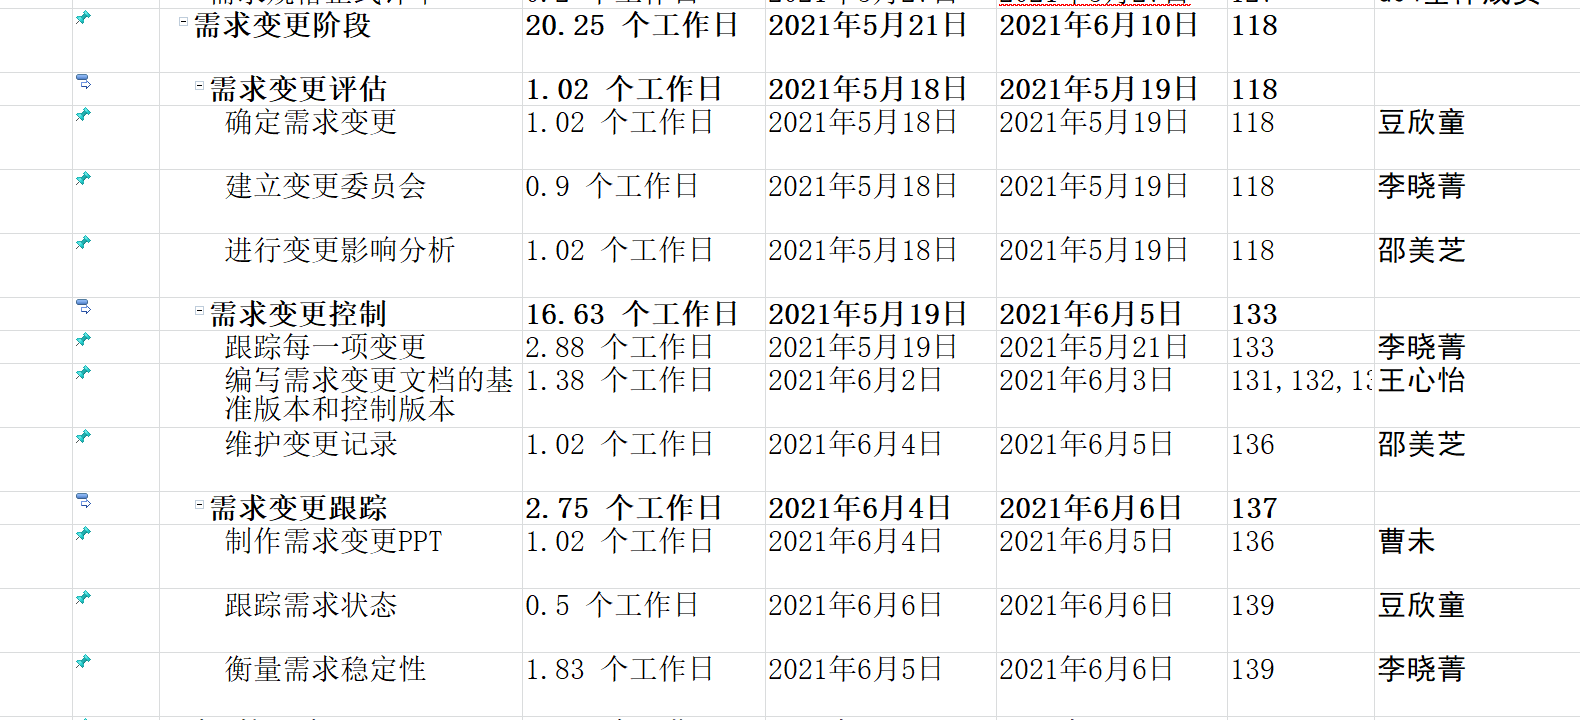 需求变更阶段 20.25 个工作日 2021年5月21日 2021年6月10日 118
需求变更评估 1.02 个工作日 2021年5月18日 2021年5月19日 118
确定需求变更 1.02 个工作日 2021年5月18日 2021年5月19日 118 豆欣童
建立变更委员会 0.9 个工作日 2021年5月18日 2021年5月19日 118 李晓菁
进行变更影响分析 1.02 个工作日 2021年5月18日 2021年5月19日 118 邵美芝
需求变更控制 16.63 个工作日 2021年5月19日 2021年6月5日 133
跟踪每一项变更 2.88 个工作日 2021年5月19日 2021年5月21日 133 李晓菁
编写需求变更文档的基 1.38 个工作日 2021年6月2日 2021年6月3日 131,132,13 王心怡
准版本和控制版本
维护变更记录 1.02 个工作日 2021年6月4日 2021年6月5日 136 邵美芝
需求变更跟踪 2.75 个工作日 2021年6月4日 2021年6月6日 137
制作需求变更PPT 1.02 个工作日 2021年6月4日 2021年6月5日 136 曹未
跟踪需求状态 0.5 个工作日 2021年6月6日 2021年6月6日 139 豆欣童
衡量需求稳定性 1.83 个工作日 2021年6月5日 2021年6月6日 139 李晓菁